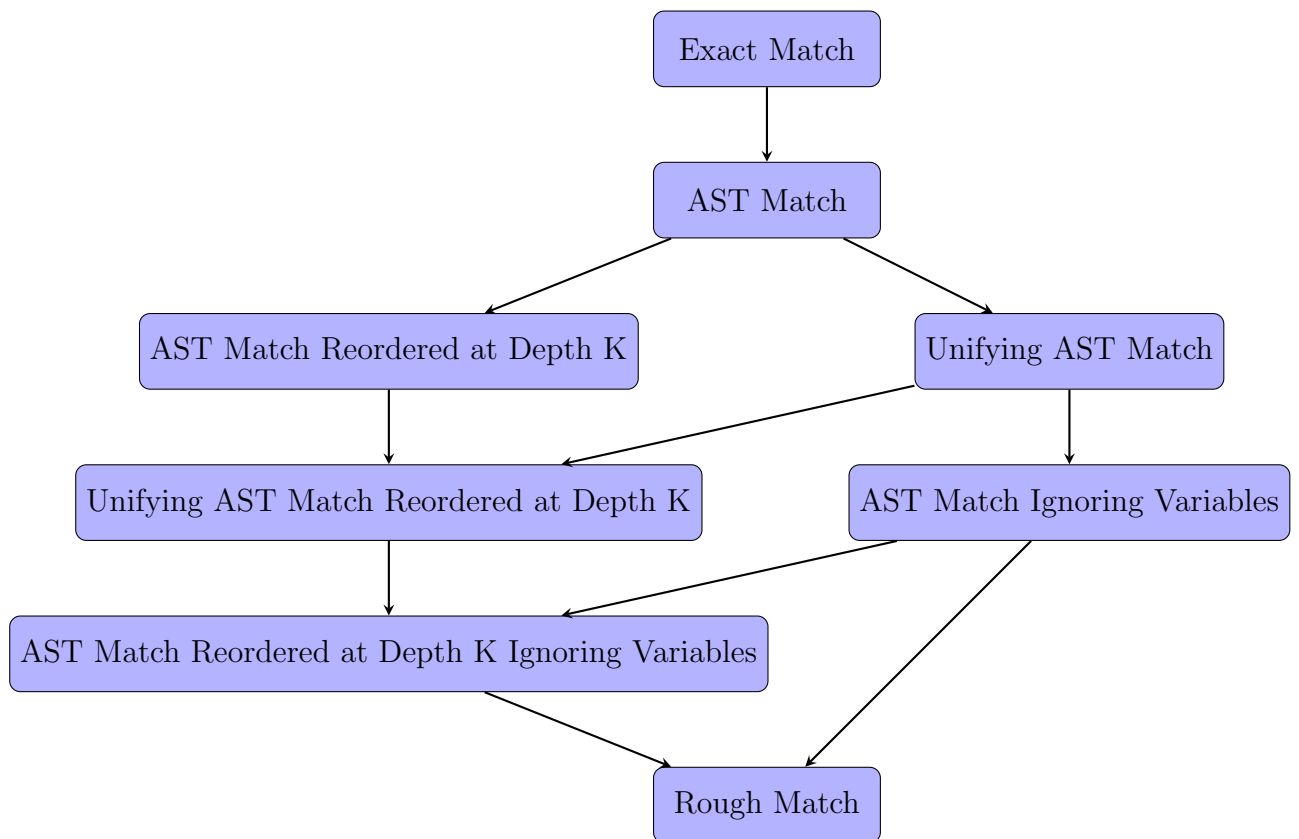 Exact Match
AST Match
AST Match Reordered at Depth K
Unifying AST Match
Unifying AST Match Reordered at Depth K
AST Match Ignoring Variables
AST Match Reordered at Depth K Ignoring Variables
Rough Match